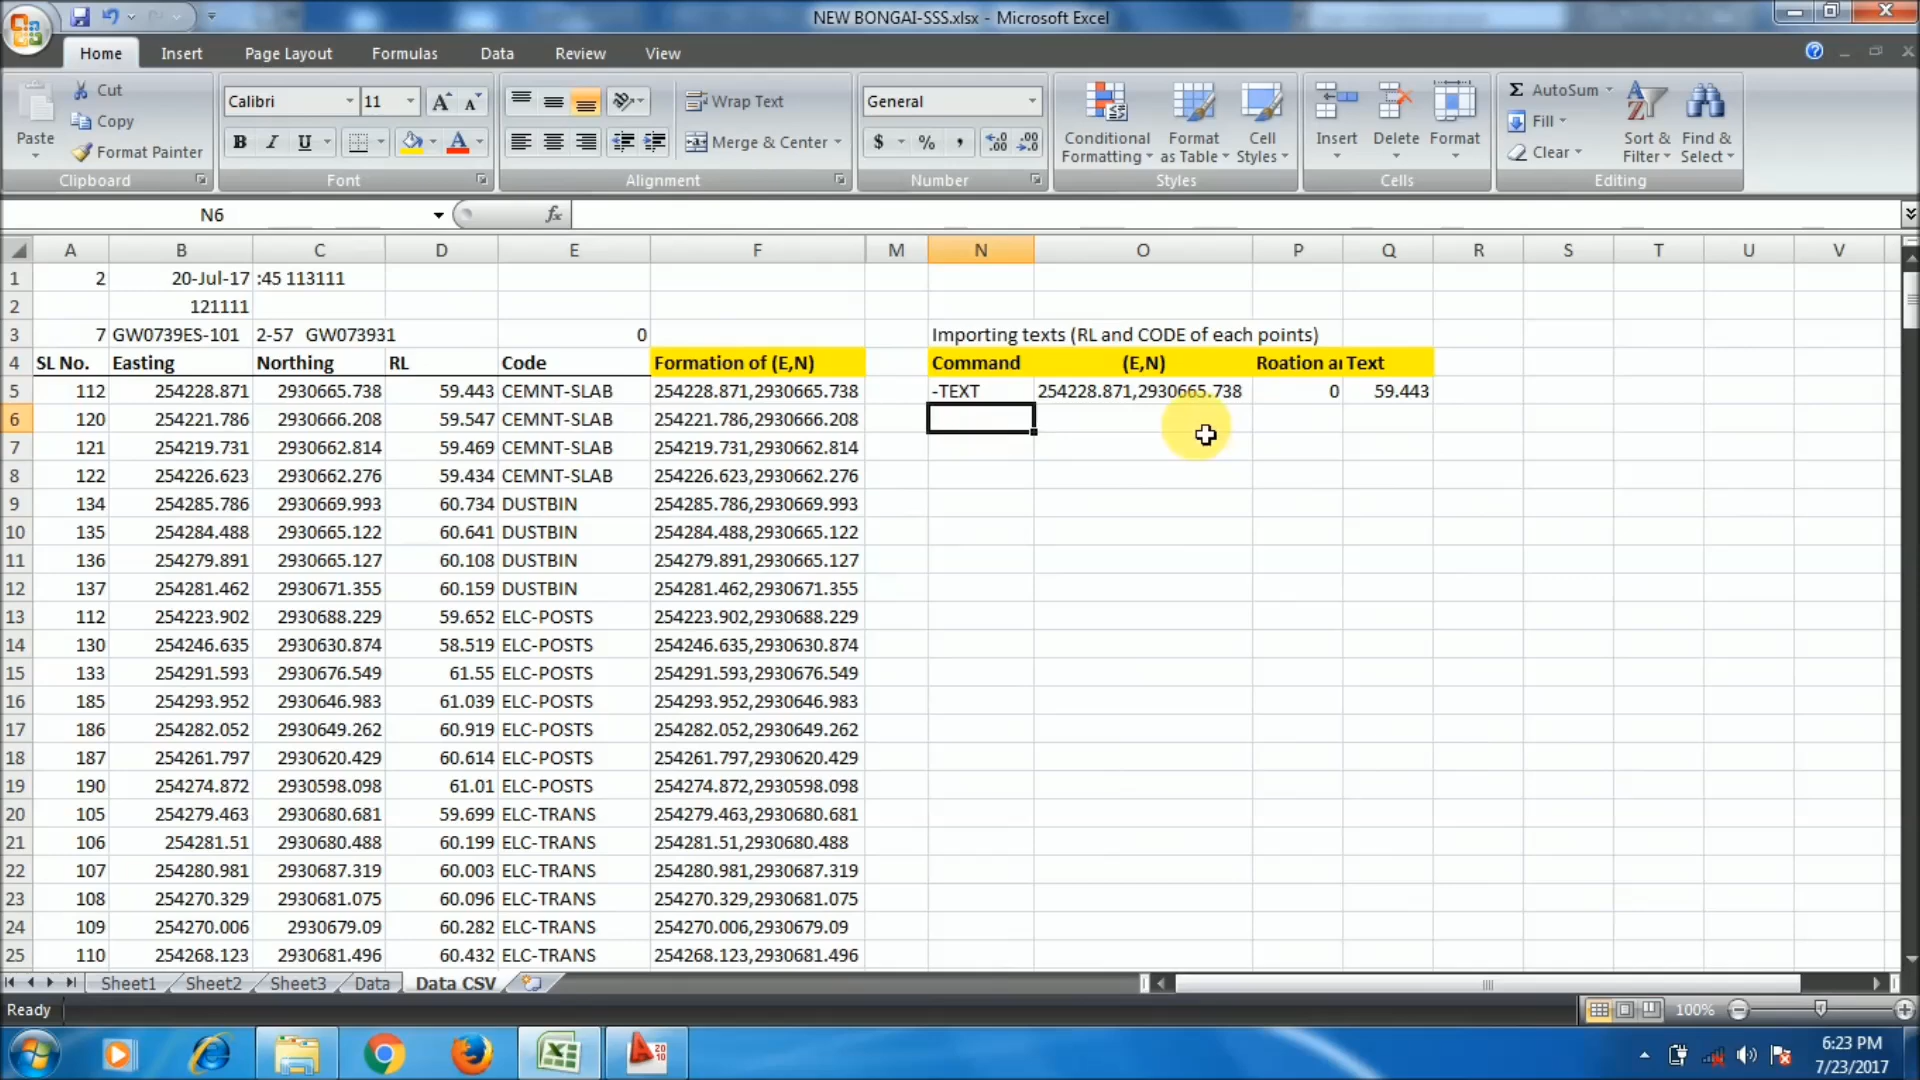 NEW BONGAI-SSS.xlsx - Microsoft Excel
Home Insert Page Layout Formulas Data Review View
Paste
Cut
Copy
Format Painter
Clipboard
Calibri 11
B I U
Font
Wrap Text
Merge & Center
Alignment
General
$ % ,
Number
Conditional Formatting
Format as Table
Cell Styles
Styles
Insert Delete Format
Cells
AutoSum
Fill
Clear
Sort & Filter
Find & Select
Editing
N6 fx
A B C D E F M N O P Q R S T U V
1 2 20-Jul-17 :45 113111
2 121111
3 7 GW0739ES-101 2-57 GW073931 0 Importing texts (RL and CODE of each points)
4 SL No. Easting Northing RL Code Formation of (E,N) Command (E,N) Roation ar Text
5 112 254228.871 2930665.738 59.443 CEMNT-SLAB 254228.871,2930665.738 -TEXT 254228.871,2930665.738 0 59.443
6 120 254221.786 2930666.208 59.547 CEMNT-SLAB 254221.786,2930666.208
7 121 254219.731 2930662.814 59.469 CEMNT-SLAB 254219.731,2930662.814
8 122 254226.623 2930662.276 59.434 CEMNT-SLAB 254226.623,2930662.276
9 134 254285.786 2930669.993 60.734 DUSTBIN 254285.786,2930669.993
10 135 254284.488 2930665.122 60.641 DUSTBIN 254284.488,2930665.122
11 136 254279.891 2930665.127 60.108 DUSTBIN 254279.891,2930665.127
12 137 254281.462 2930671.355 60.159 DUSTBIN 254281.462,2930671.355
13 112 254223.902 2930688.229 59.652 ELC-POSTS 254223.902,2930688.229
14 130 254246.635 2930630.874 58.519 ELC-POSTS 254246.635,2930630.874
15 133 254291.593 2930676.549 61.55 ELC-POSTS 254291.593,2930676.549
16 185 254293.952 2930646.983 61.039 ELC-POSTS 254293.952,2930646.983
17 186 254282.052 2930649.262 60.919 ELC-POSTS 254282.052,2930649.262
18 187 254261.797 2930620.429 60.614 ELC-POSTS 254261.797,2930620.429
19 190 254274.872 2930598.098 61.01 ELC-POSTS 254274.872,2930598.098
20 105 254279.463 2930680.681 59.699 ELC-TRANS 254279.463,2930680.681
21 106 254281.51 2930680.488 60.199 ELC-TRANS 254281.51,2930680.488
22 107 254280.981 2930687.319 60.003 ELC-TRANS 254280.981,2930687.319
23 108 254270.329 2930681.075 60.096 ELC-TRANS 254270.329,2930681.075
24 109 254270.006 2930679.09 60.282 ELC-TRANS 254270.006,2930679.09
25 110 254268.123 2930681.496 60.432 ELC-TRANS 254268.123,2930681.496
Sheet1 Sheet2 Sheet3 Data Data CSV
Ready 100%
6:23 PM
7/23/2017